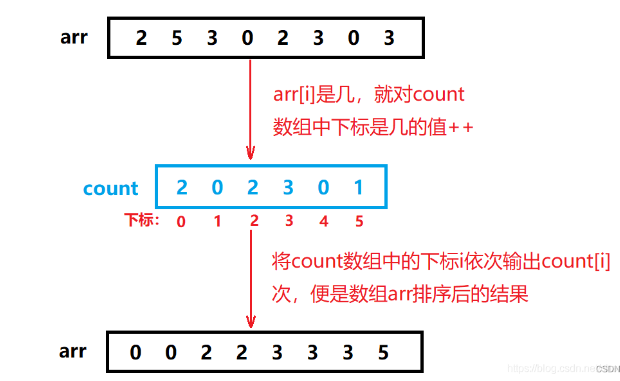 arr 2 5 3 0 2 3 0 3
arr[i]是几，就对count
数组中下标是几的值++
count 2 0 2 3 0 1
下标： 0 1 2 3 4 5
将count数组中的下标i依次输出count[i]
次，便是数组arr排序后的结果
arr 0 0 2 2 3 3 3 5
CSDN